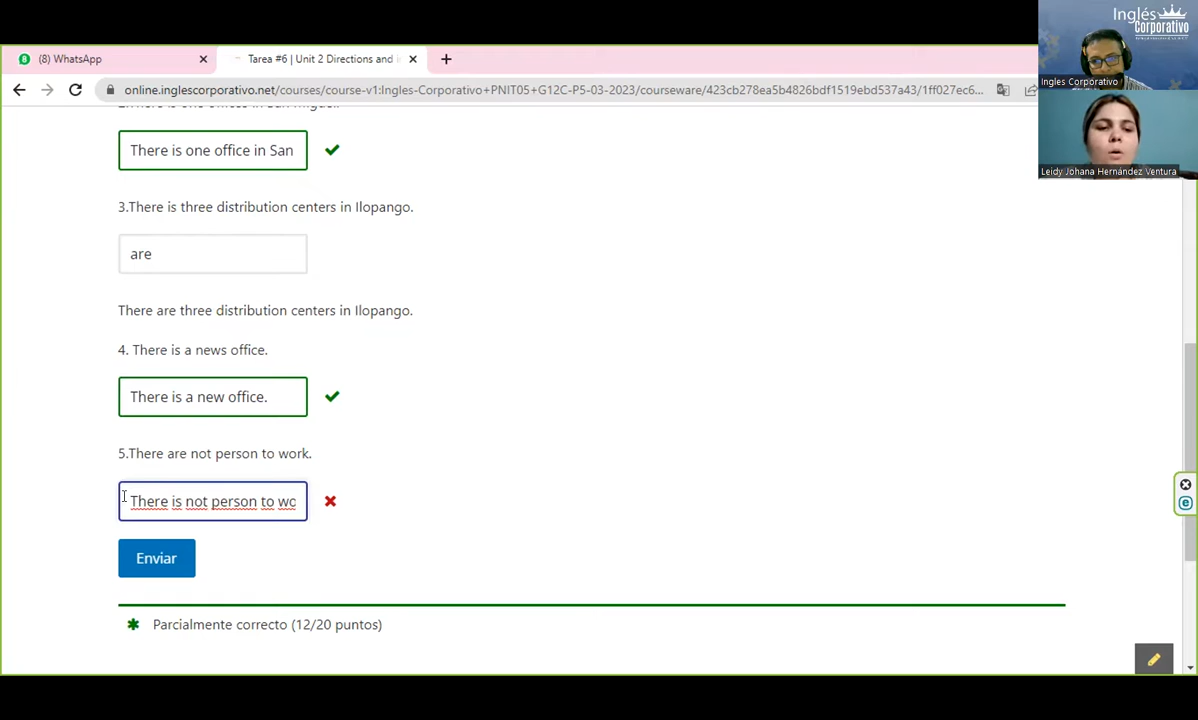 Inglés
Corporativo
Ingles Corporativo
Leidy Johana Hernández Ventura
(8) WhatsApp
Tarea #6 | Unit 2 Directions and i
online.inglescorporativo.net/courses/course-v1:Ingles-Corporativo+PNIT05+G12C-P5-03-2023/courseware/423cb278ea5b4826bdf1519ebd537a43/1ff027ec6...
There is one office in San
3.There is three distribution centers in Ilopango.
are
There are three distribution centers in Ilopango.
4. There is a news office.
There is a new office.
5.There are not person to work.
There is not person to wo
Enviar
Parcialmente correcto (12/20 puntos)